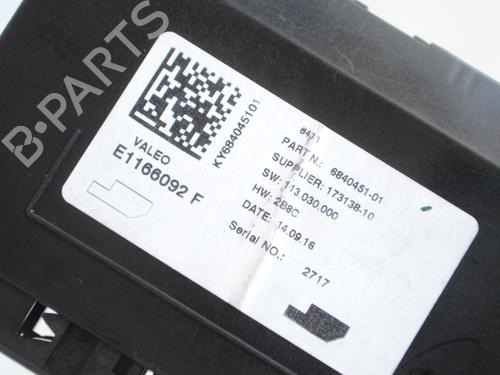 B-PARTS
KY684045101
VALEO
E1166092 F
8411
PART N.: 6840451-01
SUPPLIER: 173138-10
SW: 113.030.000
HW: 2B8C
DATE: 14.09.16
Serial NO.: 2717